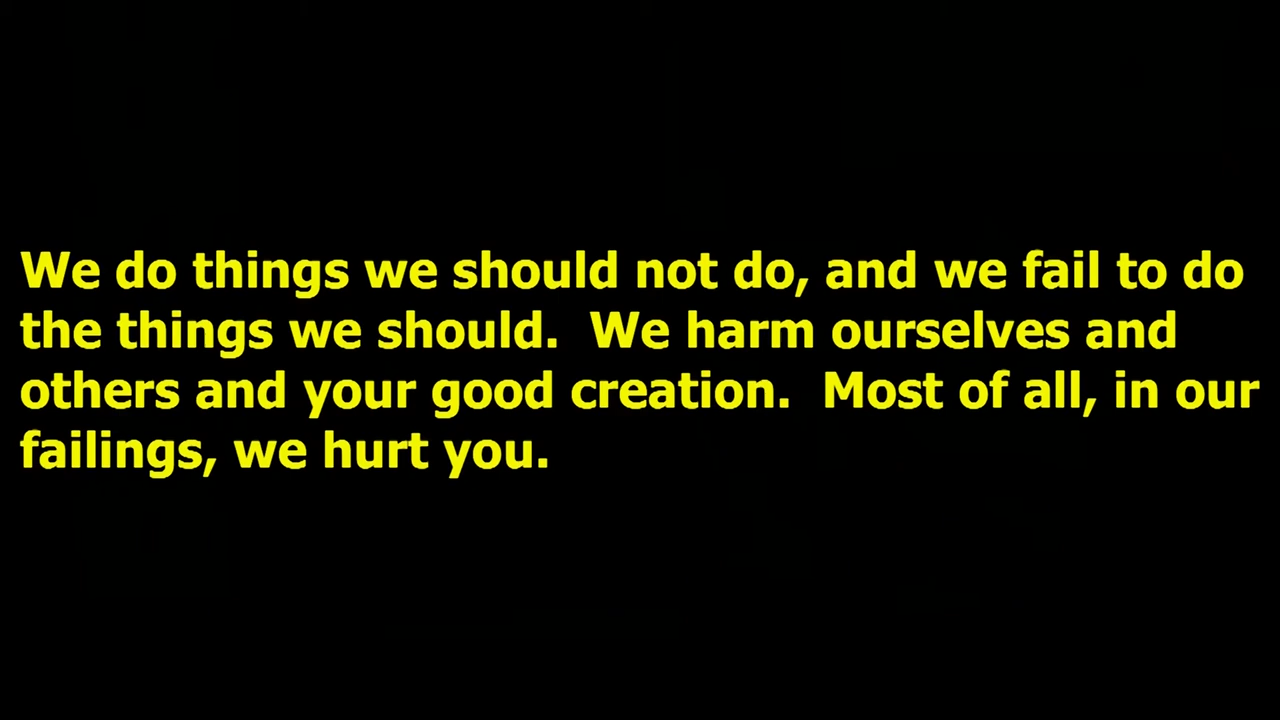 We do things we should not do, and we fail to do
the things we should.  We harm ourselves and
others and your good creation.  Most of all, in our
failings, we hurt you.